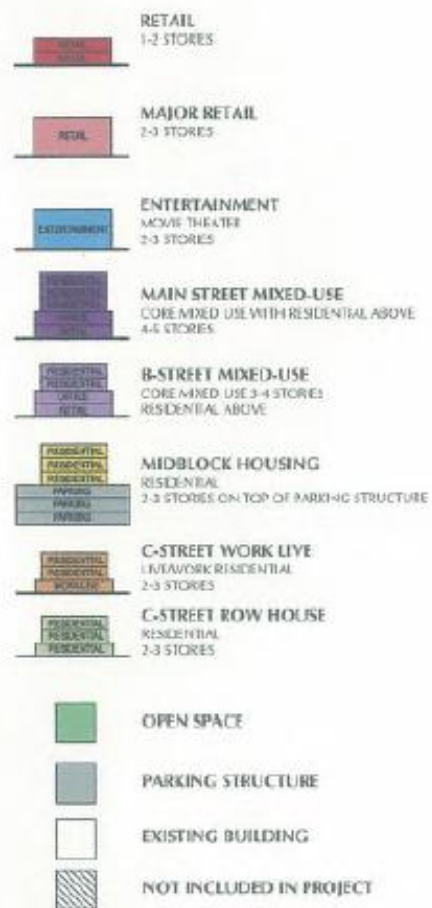 RETAIL
1-2 STORIES
RETAIL
RETAIL
MAJOR RETAIL
2-3 STORIES
RETAIL
ENTERTAINMENT
MOVIE THEATER
2-3 STORIES
ENTERTAINMENT
MAIN STREET MIXED-USE
CORE MIXED USE WITH RESIDENTIAL ABOVE
4-5 STORIES
B-STREET MIXED-USE
CORE MIXED USE 3-4 STORIES
RESIDENTIAL ABOVE
RESIDENTIAL
RESIDENTIAL
OFFICE
RETAIL
MIDBLOCK HOUSING
RESIDENTIAL
2-3 STORIES ON TOP OF PARKING STRUCTURE
RESIDENTIAL
RESIDENTIAL
RESIDENTIAL
PARKING
PARKING
PARKING
C-STREET WORK LIVE
LIVE/WORK RESIDENTIAL
2-3 STORIES
RESIDENTIAL
RESIDENTIAL
C-STREET ROW HOUSE
RESIDENTIAL
2-3 STORIES
RESIDENTIAL
RESIDENTIAL
RESIDENTIAL
OPEN SPACE
PARKING STRUCTURE
EXISTING BUILDING
NOT INCLUDED IN PROJECT